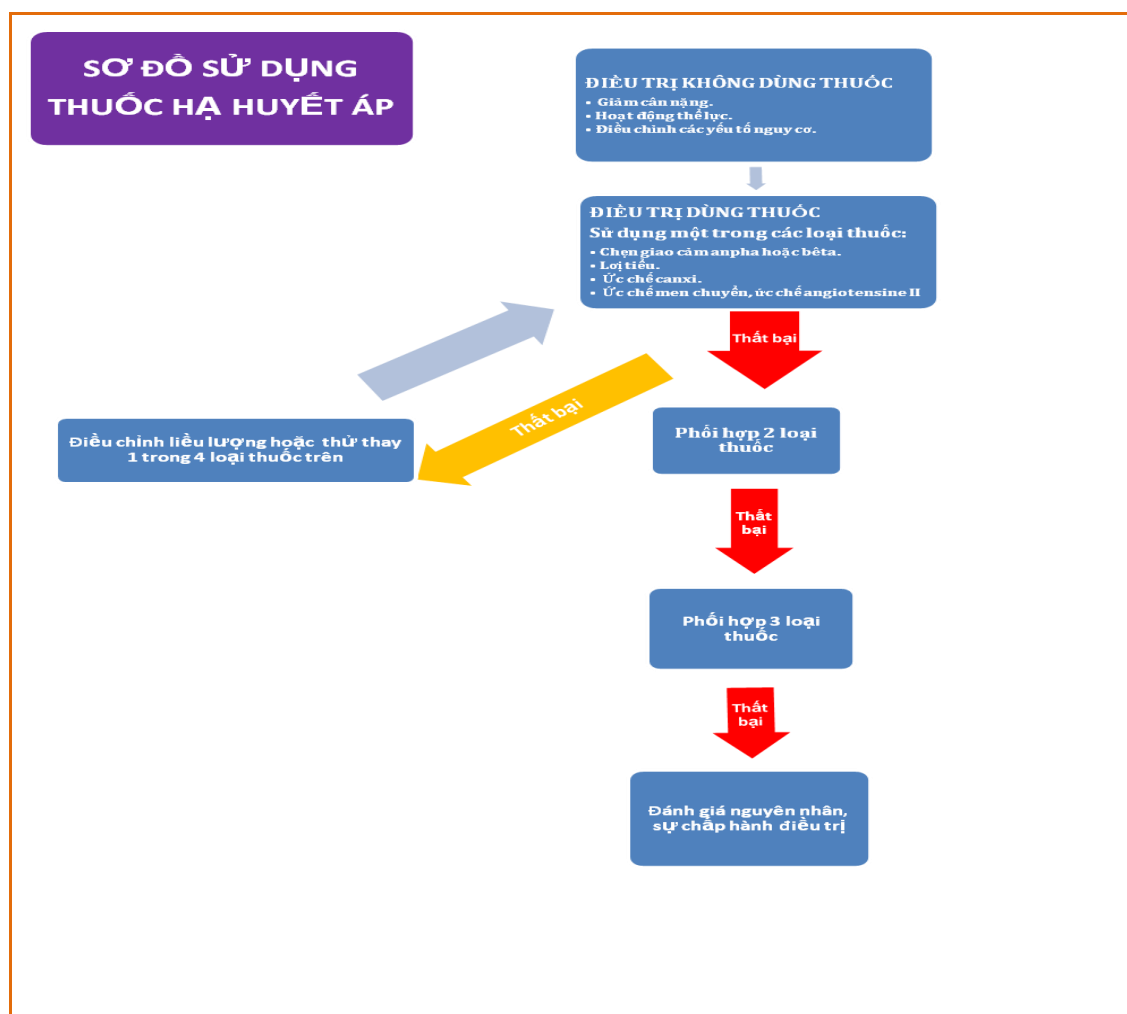 SƠ ĐỒ SỬ DỤNG
THUỐC HẠ HUYẾT ÁP
ĐIỀU TRỊ KHÔNG DÙNG THUỐC
▪ Giảm cân nặng.
▪ Hoạt động thể lực.
▪ Điều chỉnh các yếu tố nguy cơ.
ĐIỀU TRỊ DÙNG THUỐC
Sử dụng một trong các loại thuốc:
▪ Chẹn giao cảm anpha hoặc bêta.
▪ Lợi tiểu.
▪ Ức chế canxi.
▪ Ức chế men chuyển, ức chế angiotensine II
Thất bại
Thất bại
Điều chỉnh liều lượng hoặc thử thay
1 trong 4 loại thuốc trên
Phối hợp 2 loại
thuốc
Thất
bại
Phối hợp 3 loại
thuốc
Thất
bại
Đánh giá nguyên nhân,
sự chấp hành điều trị